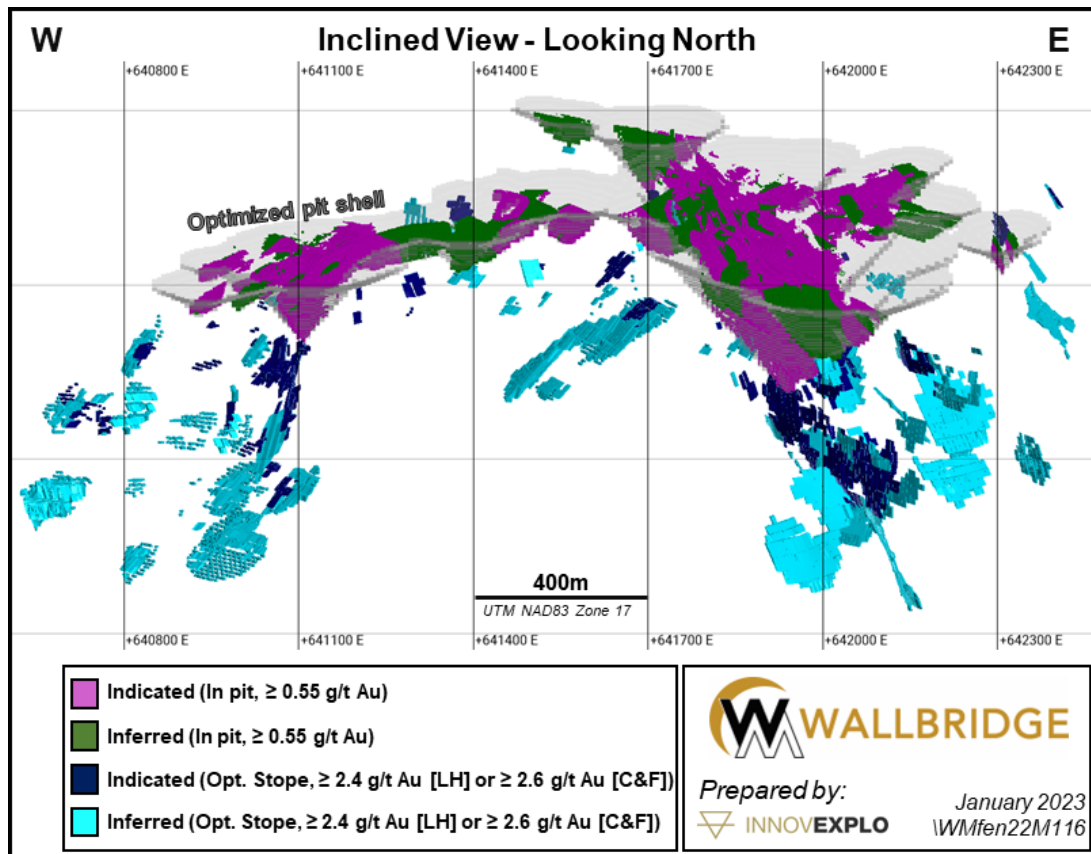 W
Inclined View - Looking North
E
+640800 E
+641100 E
+641400 E
+641700 E
+642000 E
+642300 E
Optimized pit shell
400m
UTM NAD83 Zone 17
+640800 E
+641100 E
+641400 E
+641700 E
+642000 E
+642300 E
Indicated (In pit, ≥ 0.55 g/t Au)
Inferred (In pit, ≥ 0.55 g/t Au)
Indicated (Opt. Stope, ≥ 2.4 g/t Au [LH] or ≥ 2.6 g/t Au [C&F])
Inferred (Opt. Stope, ≥ 2.4 g/t Au [LH] or ≥ 2.6 g/t Au [C&F])
WALLBRIDGE
Prepared by:
INNOVEXPLO
January 2023
\WMfen22M116